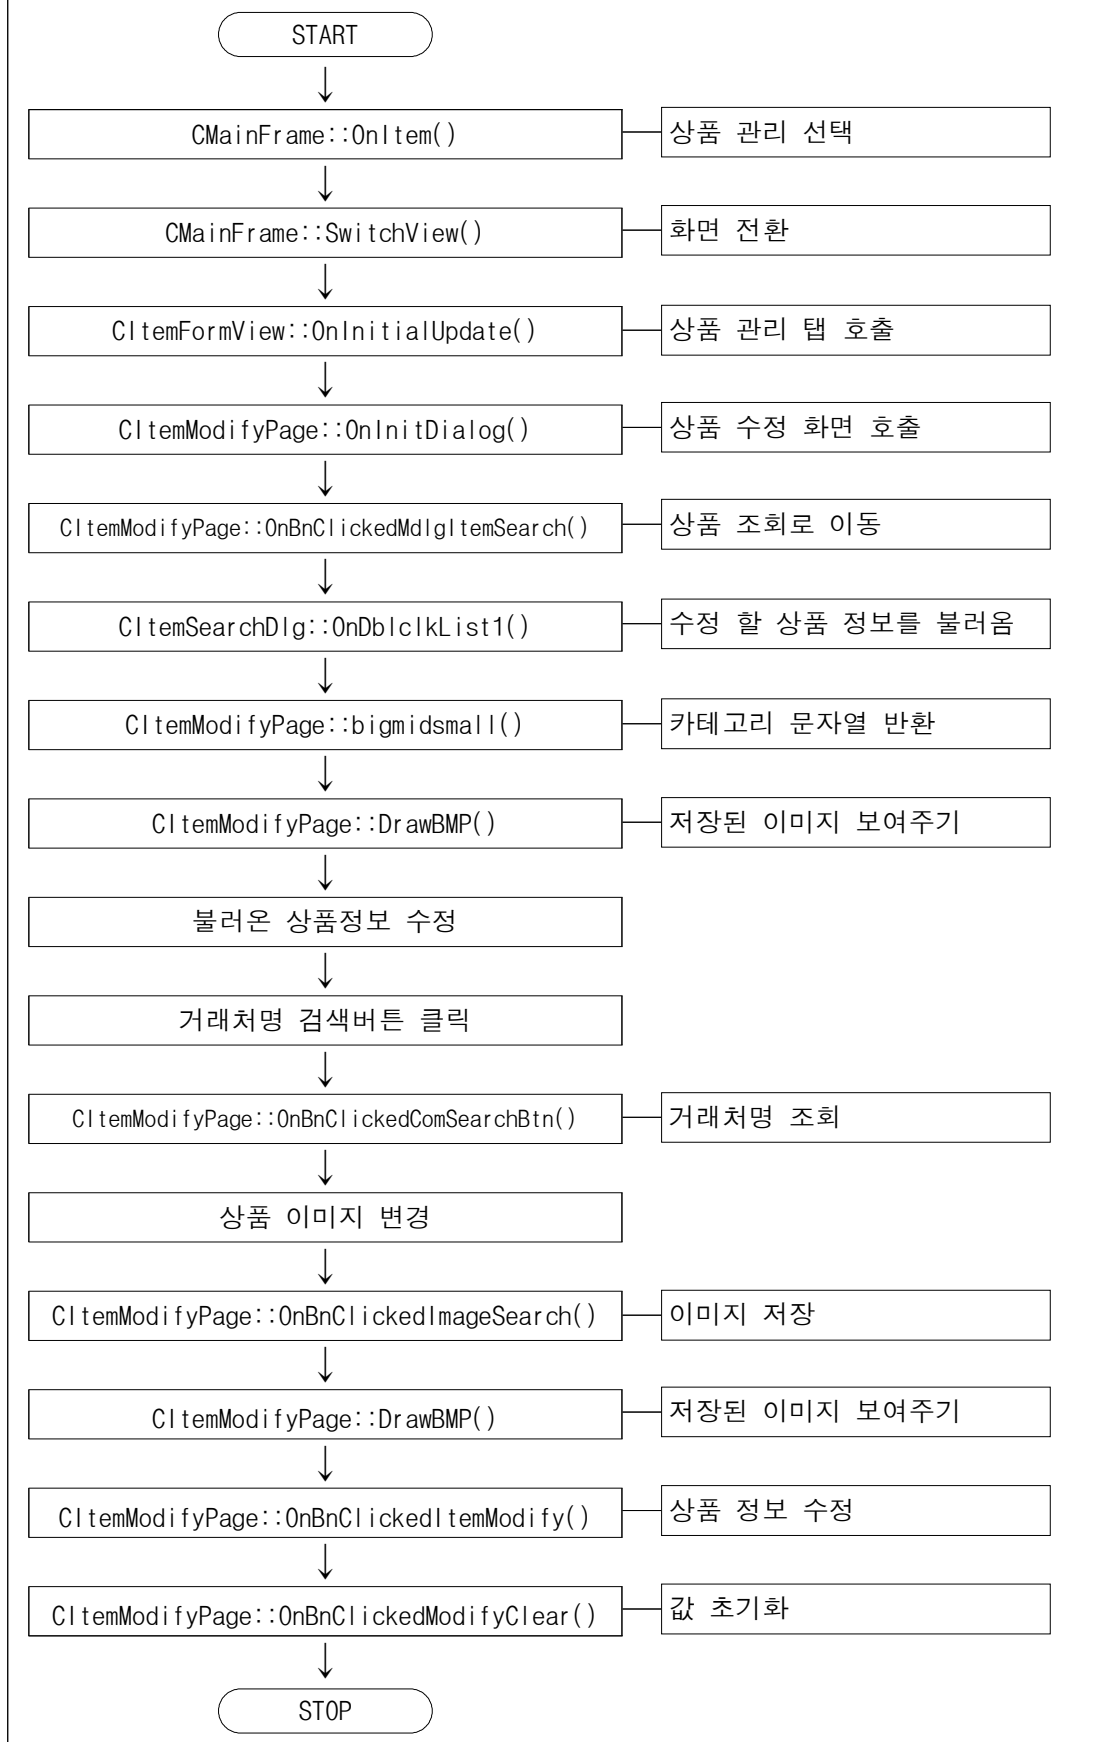 START
CMainFrame::OnItem()
상품 관리 선택
CMainFrame::SwitchView()
화면 전환
CItemFormView::OnInitialUpdate()
상품 관리 탭 호출
CItemModifyPage::OnInitDialog()
상품 수정 화면 호출
CItemModifyPage::OnBnClickedMdlgItemSearch()
상품 조회로 이동
CItemSearchDlg::OnDblclkList1()
수정 할 상품 정보를 불러옴
CItemModifyPage::bigmidsmall()
카테고리 문자열 반환
CItemModifyPage::DrawBMP()
저장된 이미지 보여주기
불러온 상품정보 수정
거래처명 검색버튼 클릭
CItemModifyPage::OnBnClickedComSearchBtn()
거래처명 조회
상품 이미지 변경
CItemModifyPage::OnBnClickedImageSearch()
이미지 저장
CItemModifyPage::DrawBMP()
저장된 이미지 보여주기
CItemModifyPage::OnBnClickedItemModify()
상품 정보 수정
CItemModifyPage::OnBnClickedModifyClear()
값 초기화
STOP